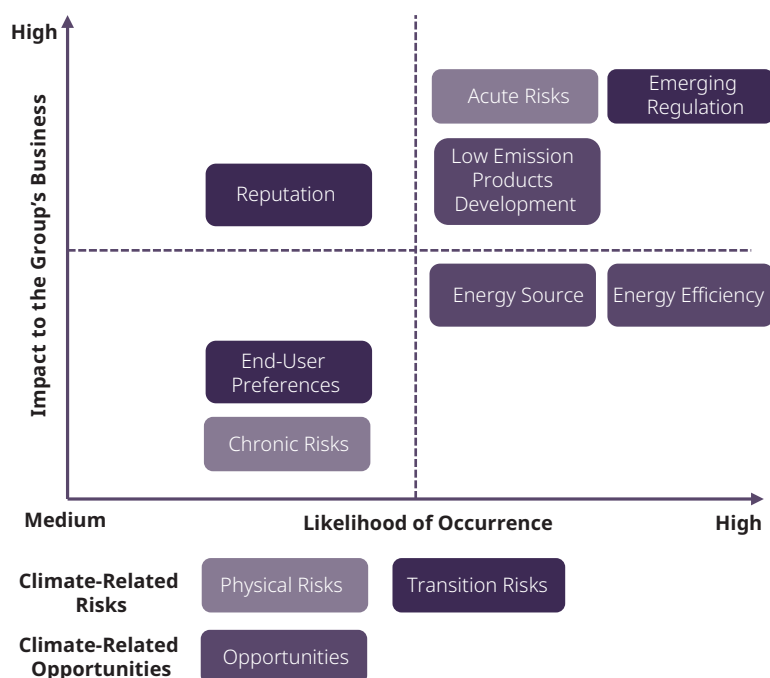 High
Impact to the Group's Business
Acute Risks
Emerging
Regulation
Low Emission
Products
Development
Reputation
Energy Source
Energy Efficiency
End-User
Preferences
Chronic Risks
Medium
Likelihood of Occurrence
High
Climate-Related
Risks
Physical Risks
Transition Risks
Climate-Related
Opportunities
Opportunities